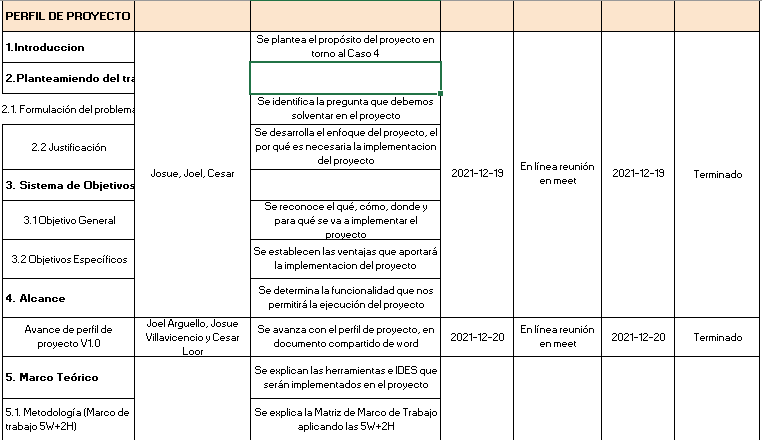 PERFIL DE PROYECTO
1.Introduccion
Se plantea el propósito del proyecto en
torno al Caso 4
2.Planteamiendo del tra
2.1. Formulación del problema
Se identifica la pregunta que debemos
solventar en el proyecto
2.2 Justificación
Se desarrolla el enfoque del proyecto, el
por qué es necesaria la implementacion
del proyecto
Josue, Joel, Cesar
2021-12-19
En línea reunión
en meet
2021-12-19
Terminado
3. Sistema de Objetivos
3.1 Objetivo General
Se reconoce el qué, cómo, donde y
para qué se va a implementar el
proyecto
3.2 Objetivos Específicos
Se establecen las ventajas que aportará
la implementacion del proyecto
4. Alcance
Se determina la funcionalidad que nos
permitirá la ejecución del proyecto
Avance de perfil de
proyecto V1.0
Joel Arguello, Josue
Villavicencio y Cesar
Loor
Se avanza con el perfil de proyecto, en
documento compartido de word
2021-12-20
En línea reunión
en meet
2021-12-20
Terminado
5. Marco Teórico
Se explican las herramientas e IDES que
serán implementados en el proyecto
5.1. Metodología (Marco de
trabajo 5W+2H)
Se explica la Matriz de Marco de Trabajo
aplicando las 5W+2H